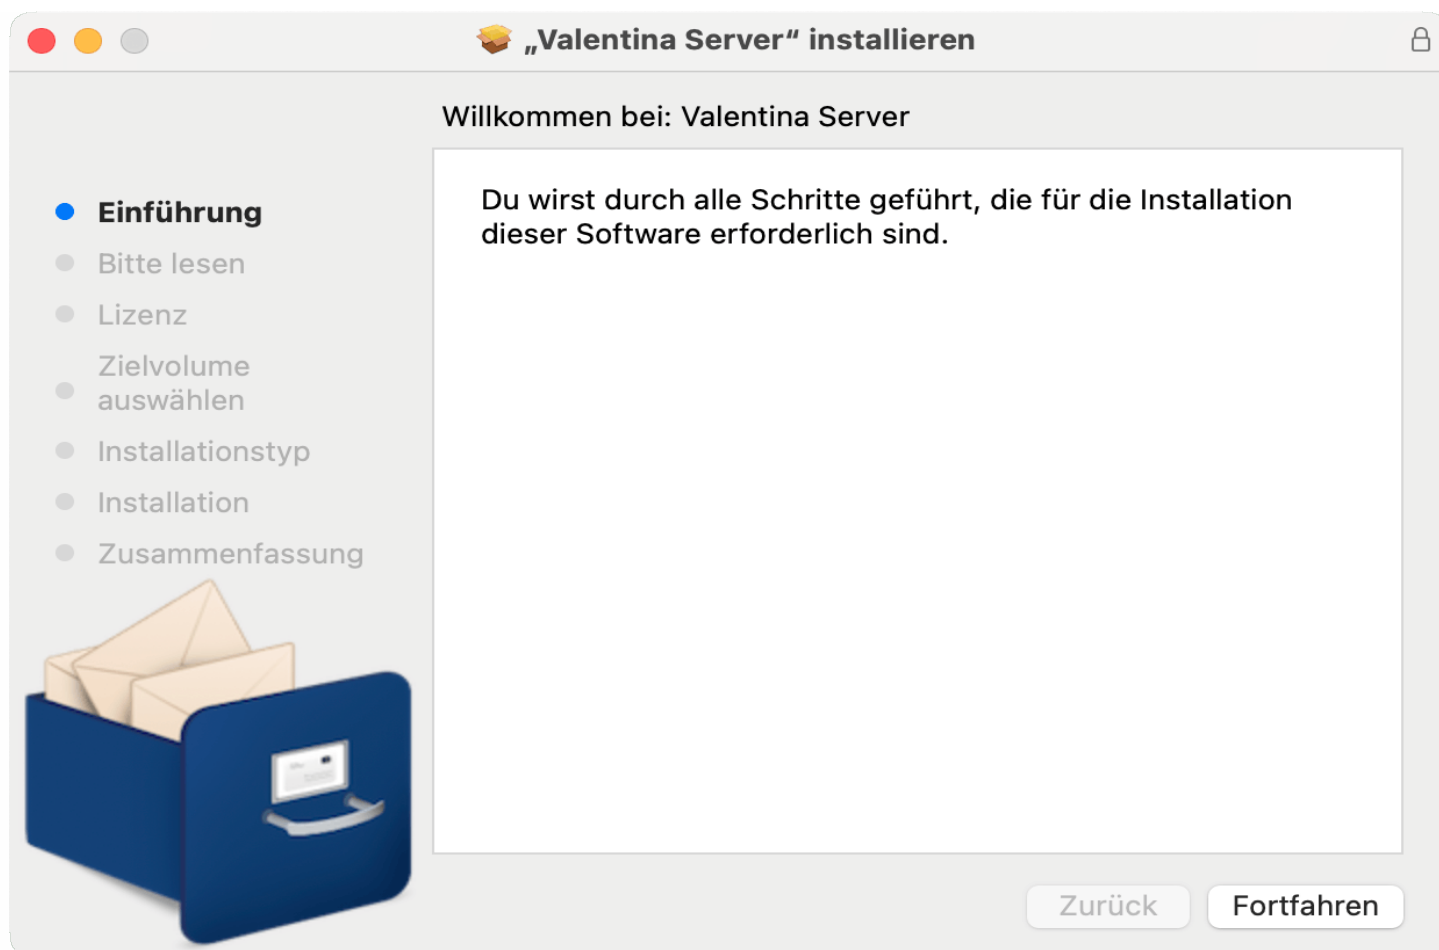 „Valentina Server“ installieren
Willkommen bei: Valentina Server
Du wirst durch alle Schritte geführt, die für die Installation
dieser Software erforderlich sind.
Einführung
Bitte lesen
Lizenz
Zielvolume
auswählen
Installationstyp
Installation
Zusammenfassung
Zurück
Fortfahren